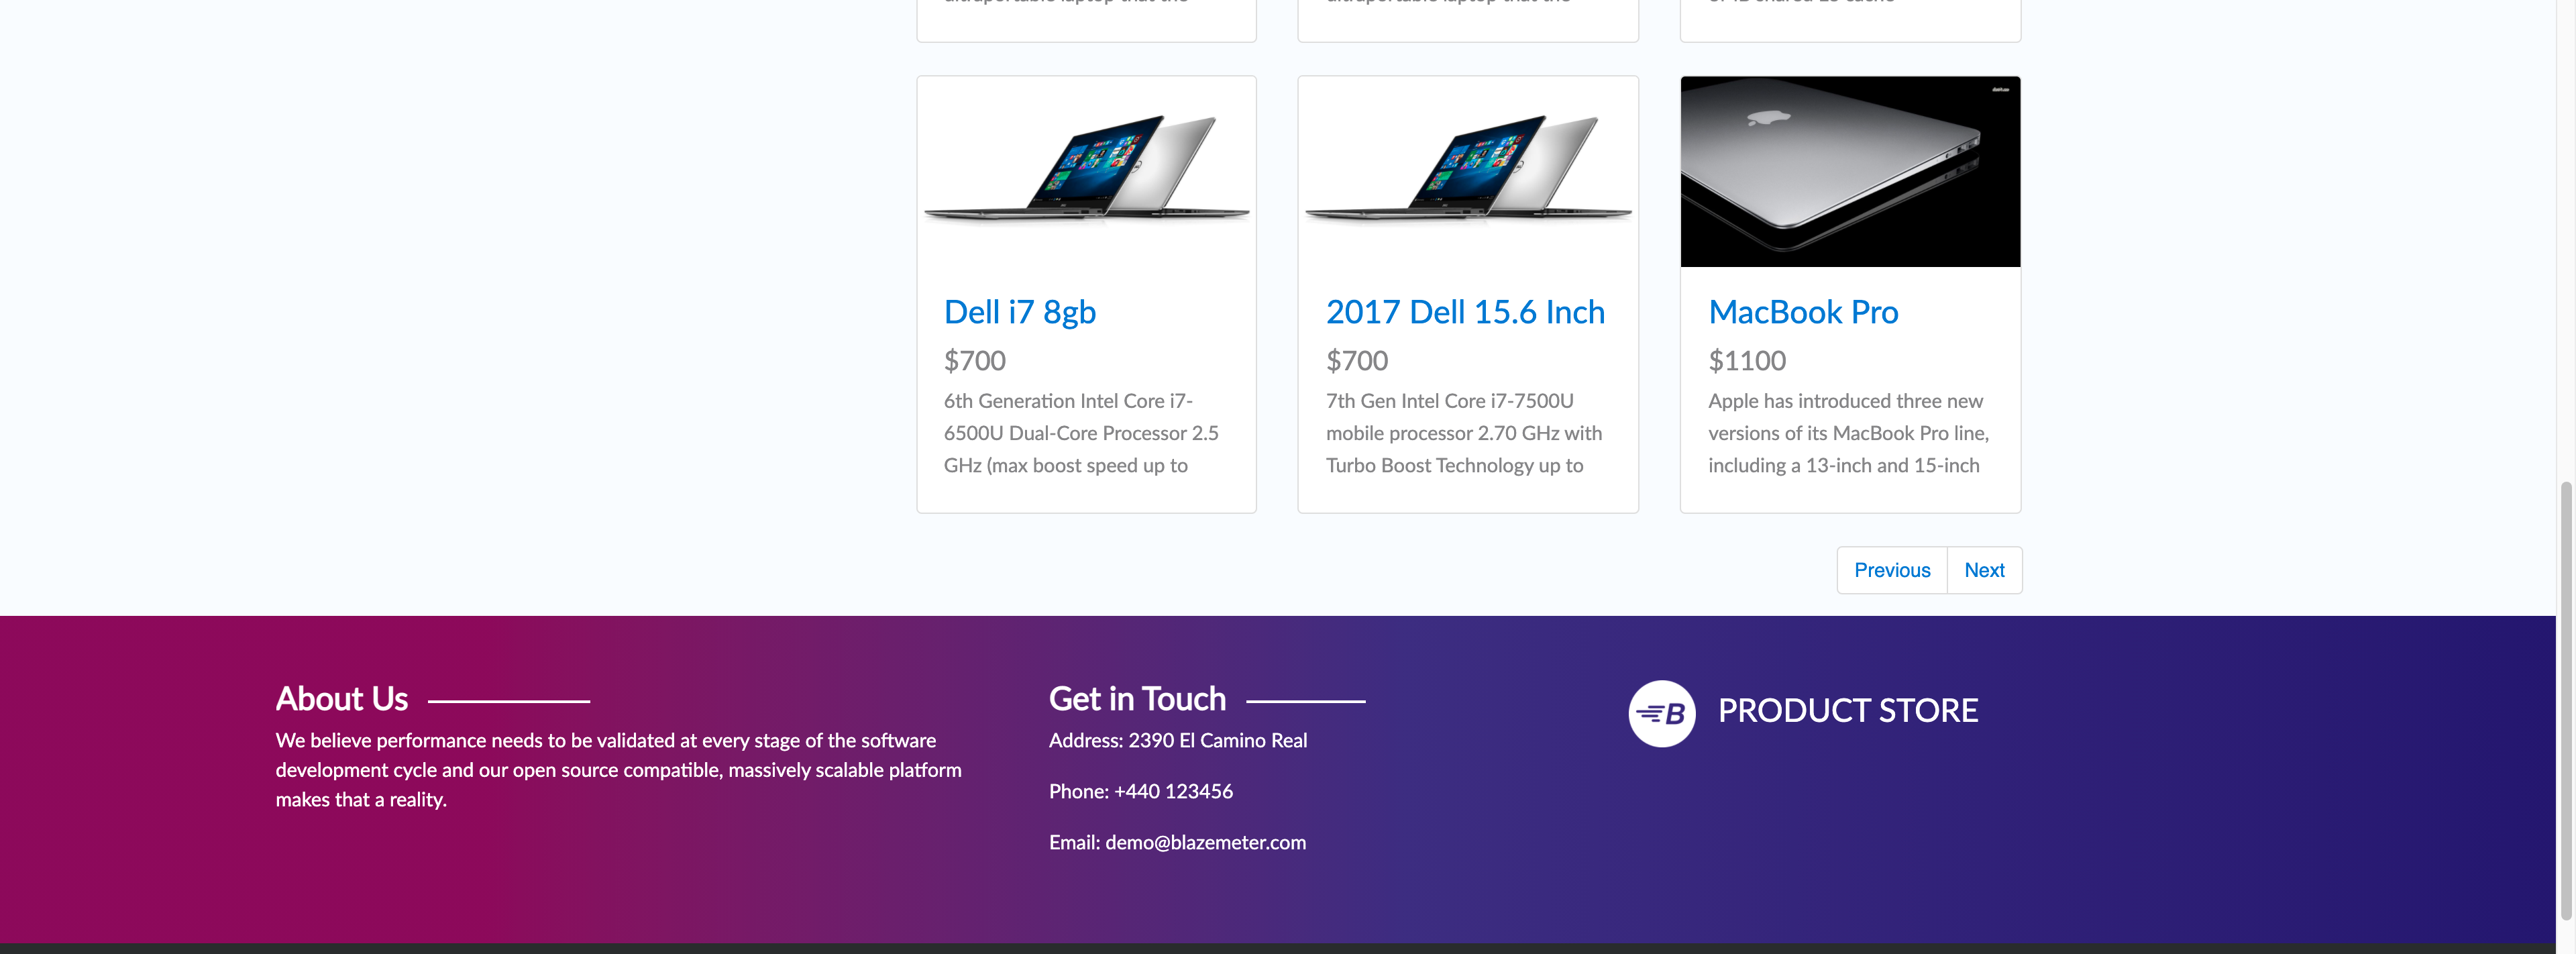 Dell i7 8gb
$700
6th Generation Intel Core i7-
6500U Dual-Core Processor 2.5
GHz (max boost speed up to
2017 Dell 15.6 Inch
$700
7th Gen Intel Core i7-7500U
mobile processor 2.70 GHz with
Turbo Boost Technology up to
MacBook Pro
$1100
Apple has introduced three new
versions of its MacBook Pro line,
including a 13-inch and 15-inch
Previous Next
About Us
We believe performance needs to be validated at every stage of the software
development cycle and our open source compatible, massively scalable platform
makes that a reality.
Get in Touch
Address: 2390 El Camino Real
Phone: +440 123456
Email: demo@blazemeter.com
B PRODUCT STORE